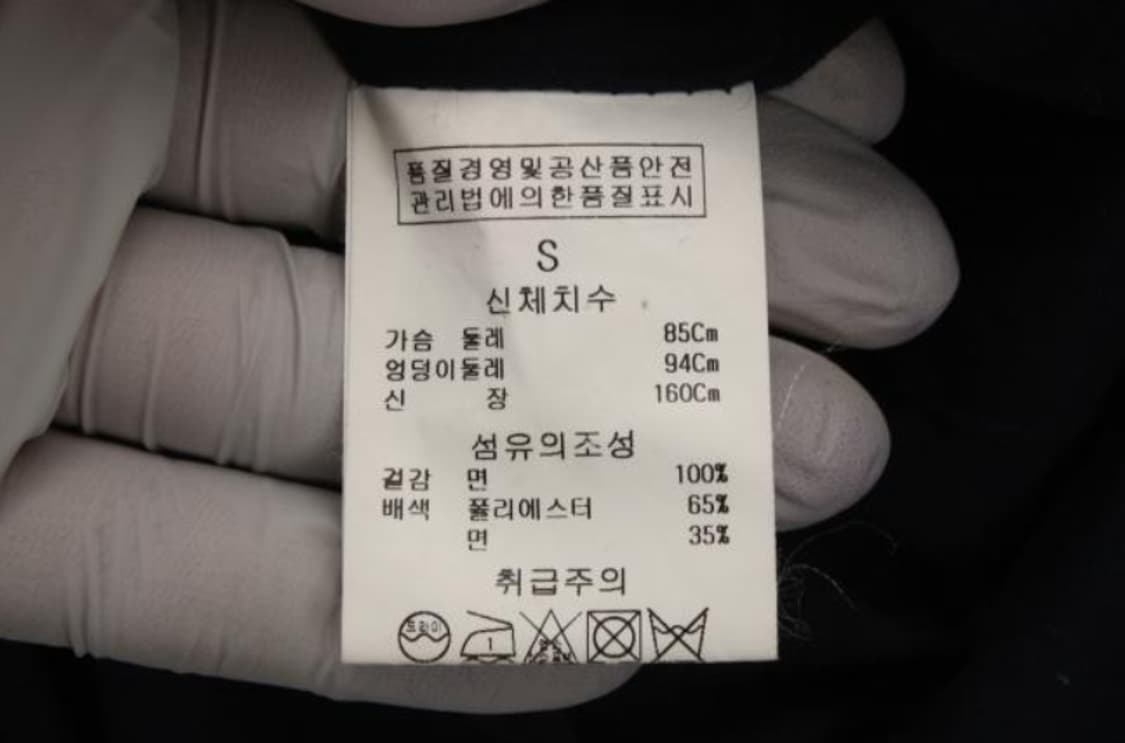 품질경영및공산품안전
관리법에의한품질표시
S
신체치수
가슴 둘레 85Cm
엉덩이둘레 94Cm
신 장 160Cm
섬유의조성
겉감 면 100%
배색 폴리에스터 65%
면 35%
취급주의
드라이 1